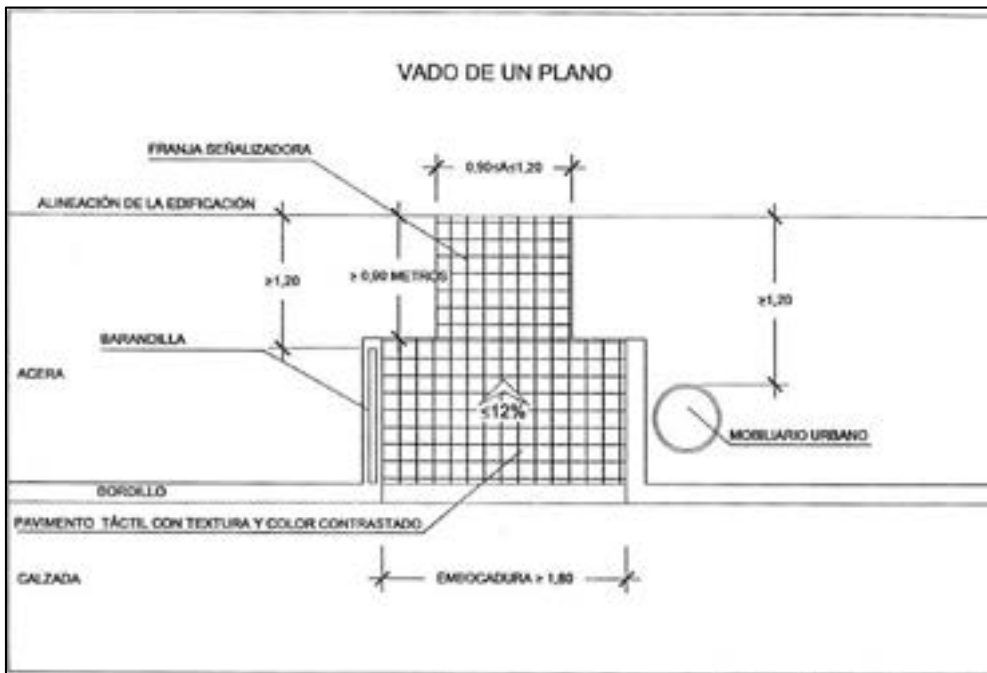 VADO DE UN PLANO
FRANJA SEÑALIZADORA
0,90≤A≤1,20
ALINEACIÓN DE LA EDIFICACIÓN
≥1,20
≥ 0,90 METROS
≥1,20
BARANDILLA
ACERA
≤12%
MOBILIARIO URBANO
BORDILLO
PAVIMENTO TÁCTIL CON TEXTURA Y COLOR CONTRASTADO
CALZADA
EMBOCADURA ≥ 1,80